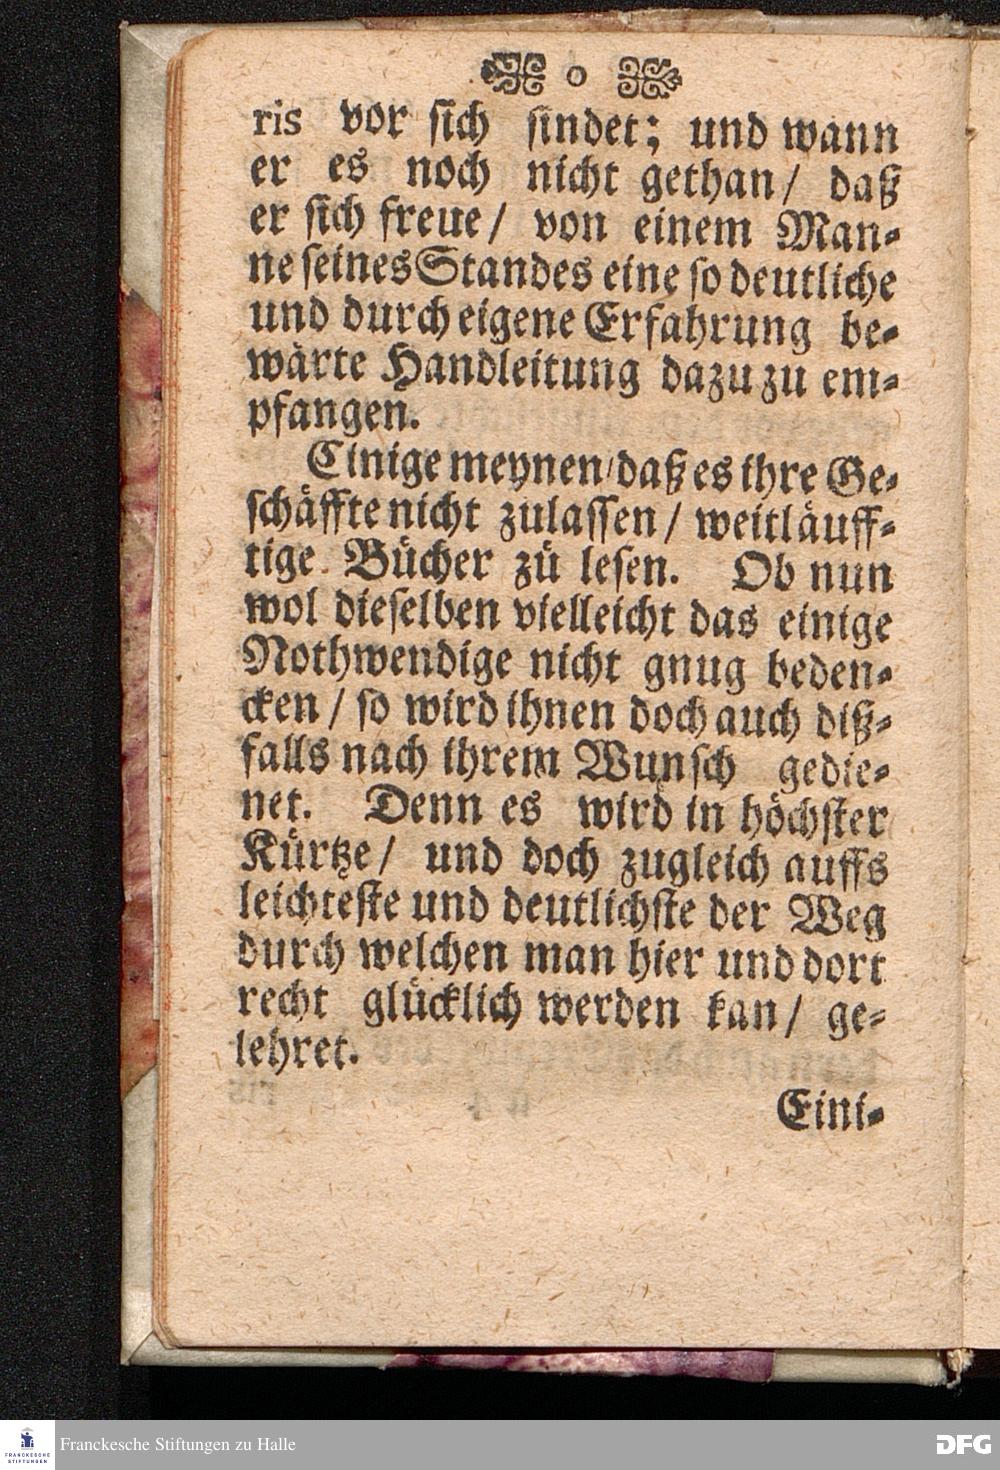 o
ris vor sich findet; und wann
er es noch nicht gethan/ daß
er sich freue/ von einem Man-
ne seines Standes eine so deutliche
und durch eigene Erfahrung be-
wärte Handleitung dazu zu em-
pfangen.
Einige meynen/daß es ihre Ge-
schäffte nicht zulassen/ weitläuff-
tige Bücher zü lesen. Ob nun
wol dieselben vielleicht das einige
Nothwendige nicht gnug beden-
cken/ so wird ihnen doch auch diß-
falls nach ihrem Wunsch gedie-
net. Denn es wird in höchster
Kürtze/ und doch zugleich auffs
leichteste und deutlichste der Weg
durch welchen man hier und dort
recht glücklich werden kan/ ge-
lehret.
Eini-
FRANCKESCHE
STIFTUNGEN
Franckesche Stiftungen zu Halle
DFG